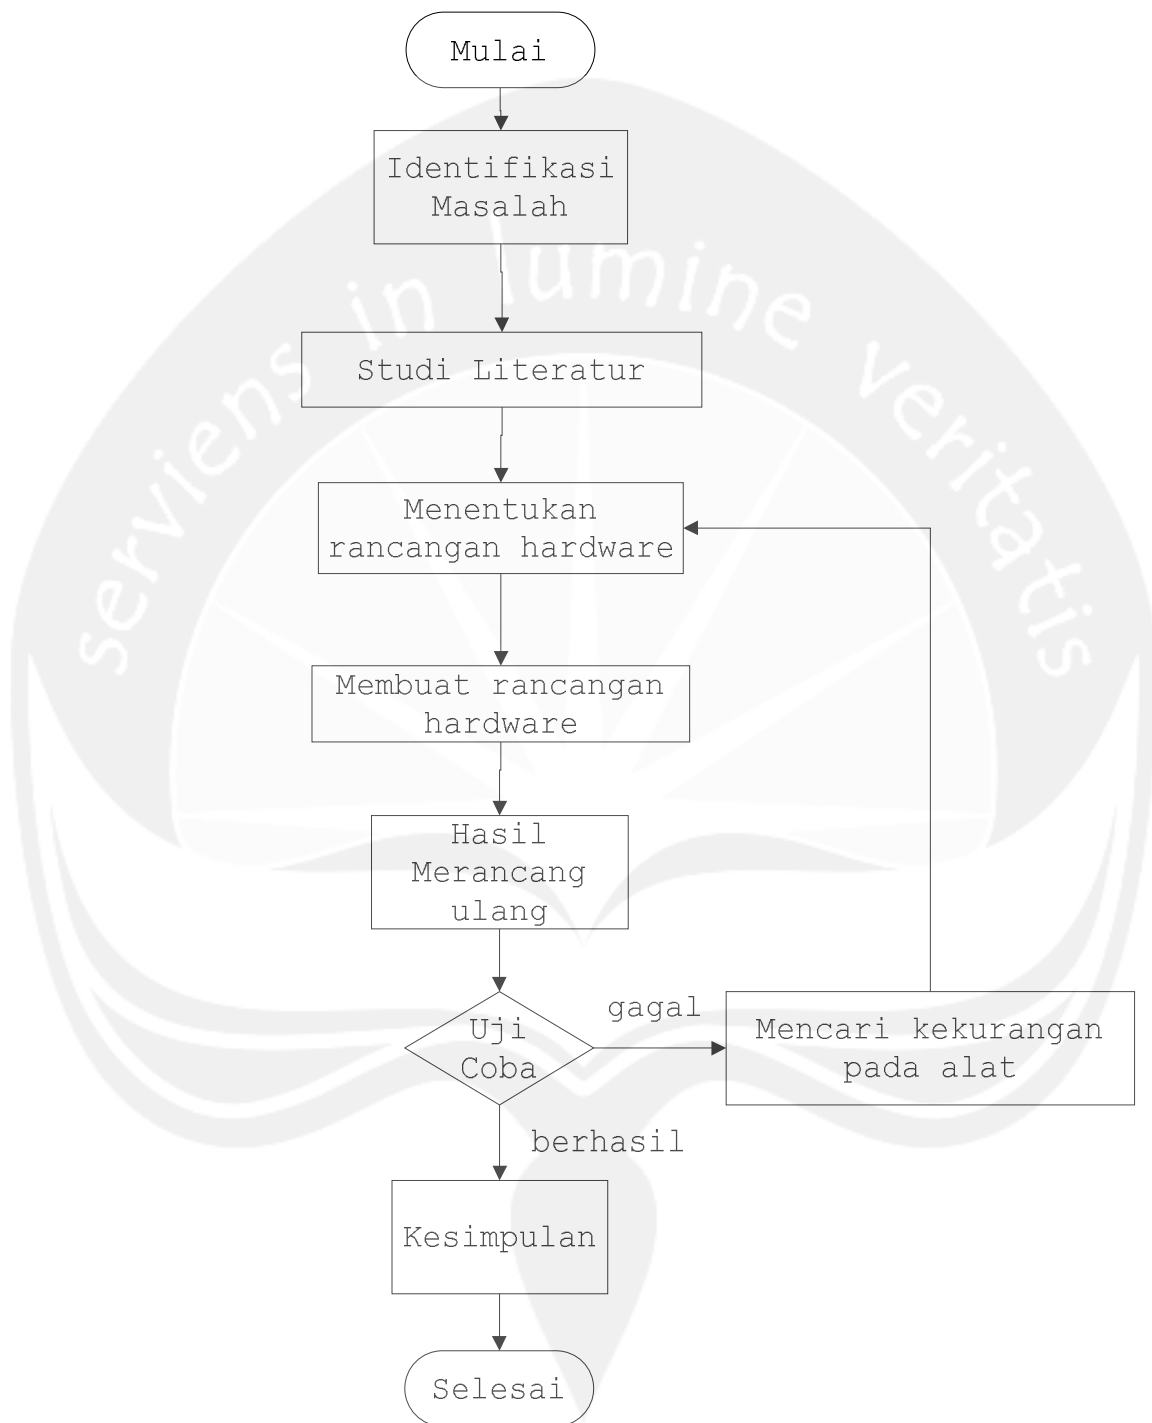 Mulai
Identifikasi
Masalah
serviens in lumine veritatis
Studi Literatur
Menentukan
rancangan hardware
Membuat rancangan
hardware
Hasil
Merancang
ulang
Uji
Coba
gagal
Mencari kekurangan
pada alat
berhasil
Kesimpulan
Selesai